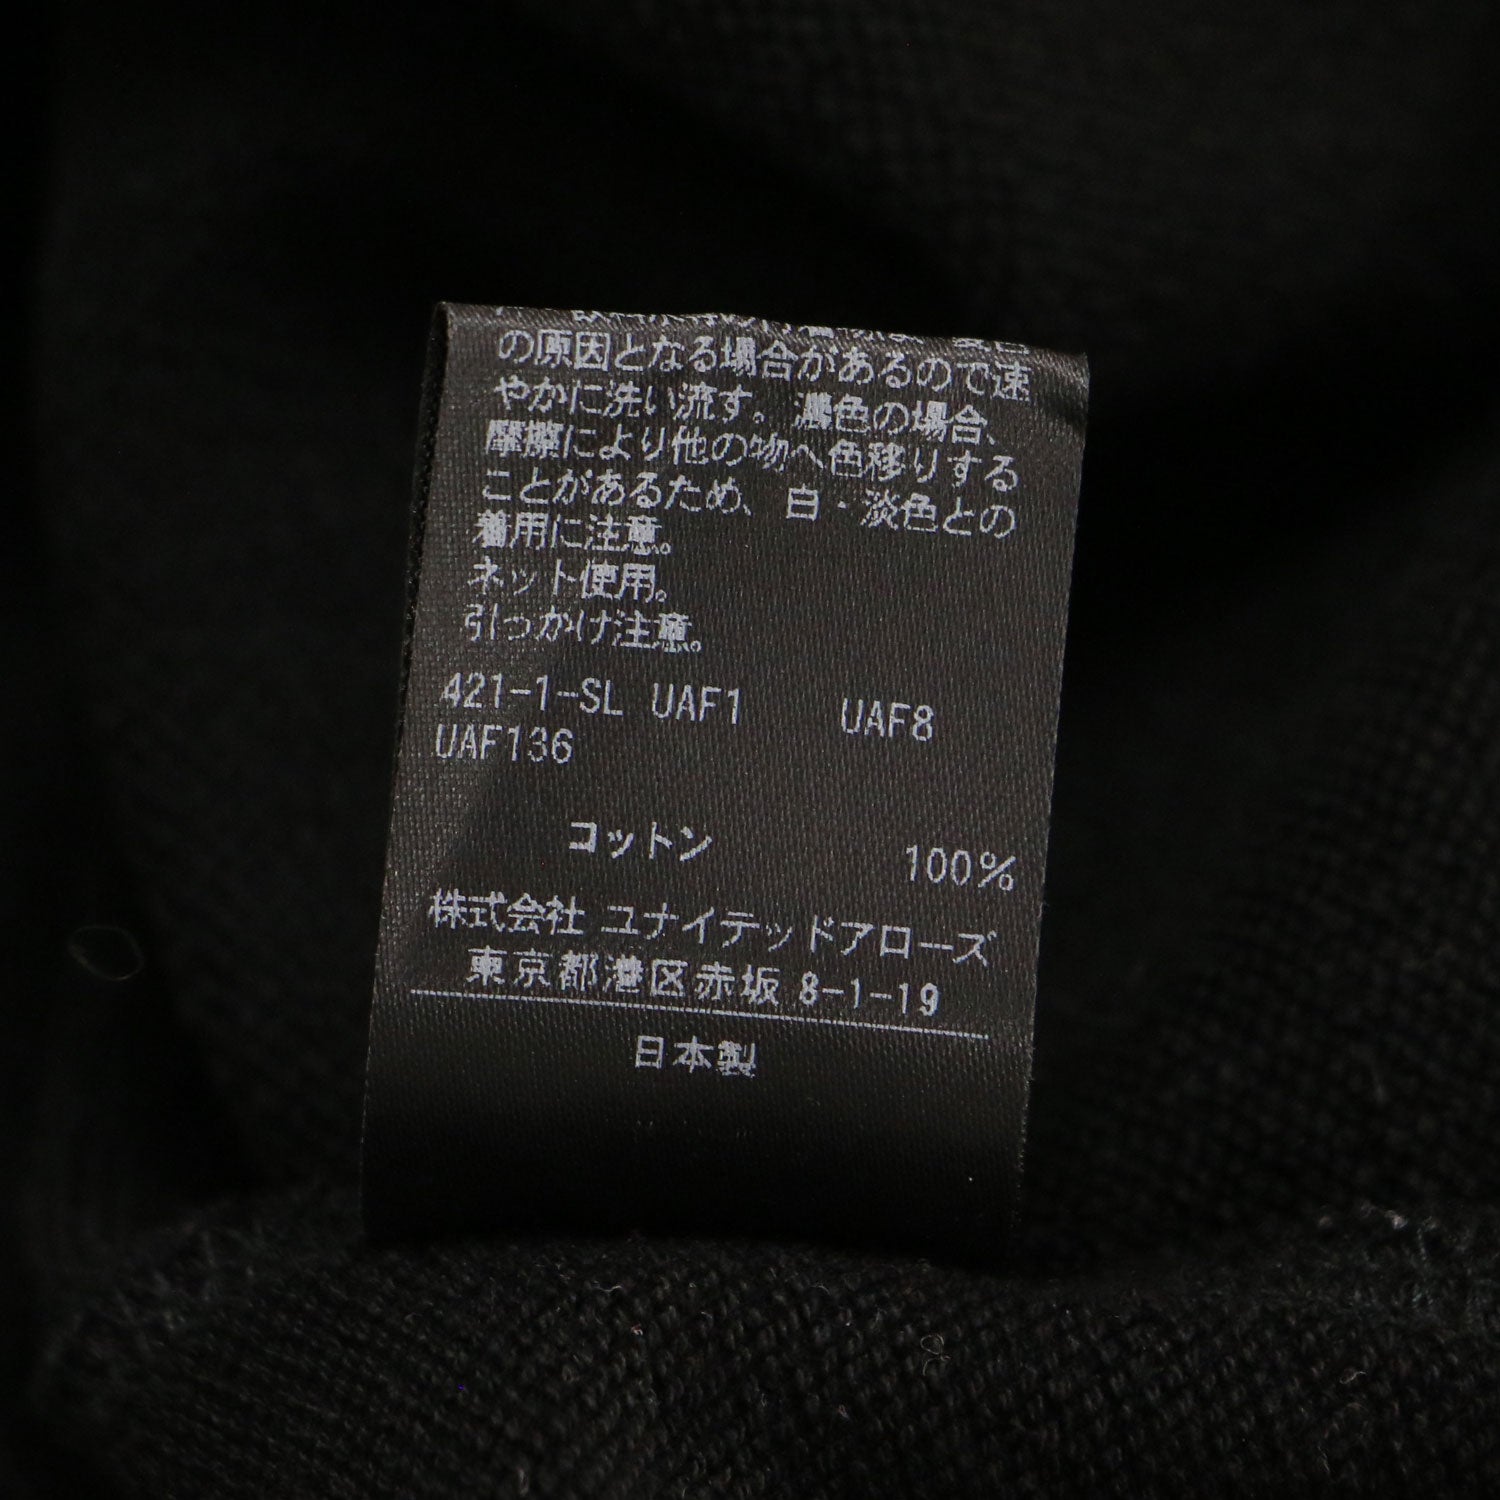 の原因となる場合があるので速
やかに洗い流す。濃色の場合、
摩擦により他の物へ色移りする
ことがあるため、白・淡色との
着用に注意。
ネット使用。
引っかけ注意。
421-1-SL UAF1 UAF8
UAF136
コットン 100%
株式会社 ユナイテッドアローズ
東京都港区赤坂 8-1-19
日本製